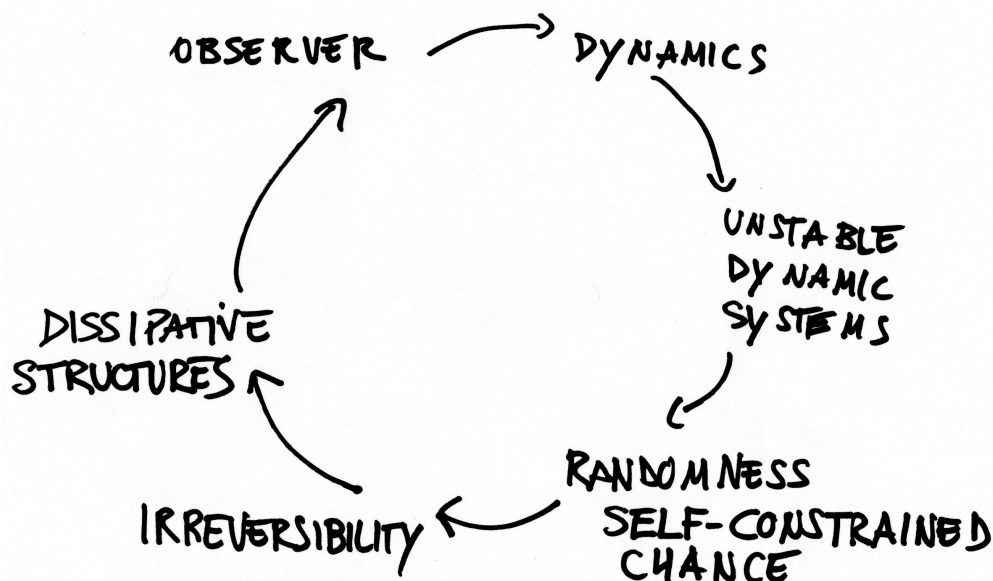 OBSERVER
DYNAMICS
UNSTABLE
DYNAMIC
SYSTEMS
RANDOMNESS
SELF-CONSTRAINED
CHANCE
IRREVERSIBILITY
DISSIPATIVE
STRUCTURES